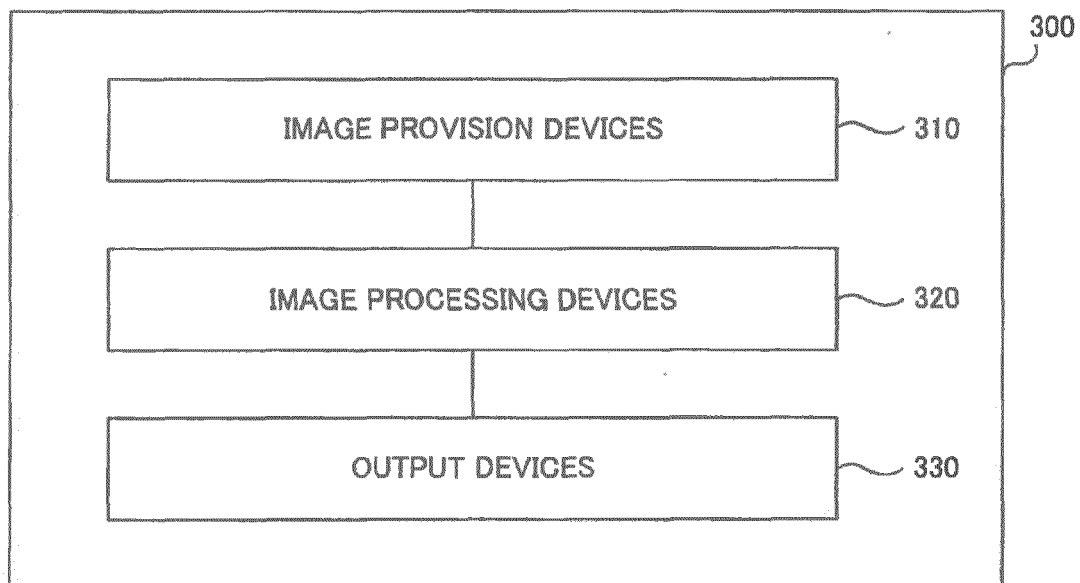 300
IMAGE PROVISION DEVICES 310
IMAGE PROCESSING DEVICES 320
OUTPUT DEVICES 330